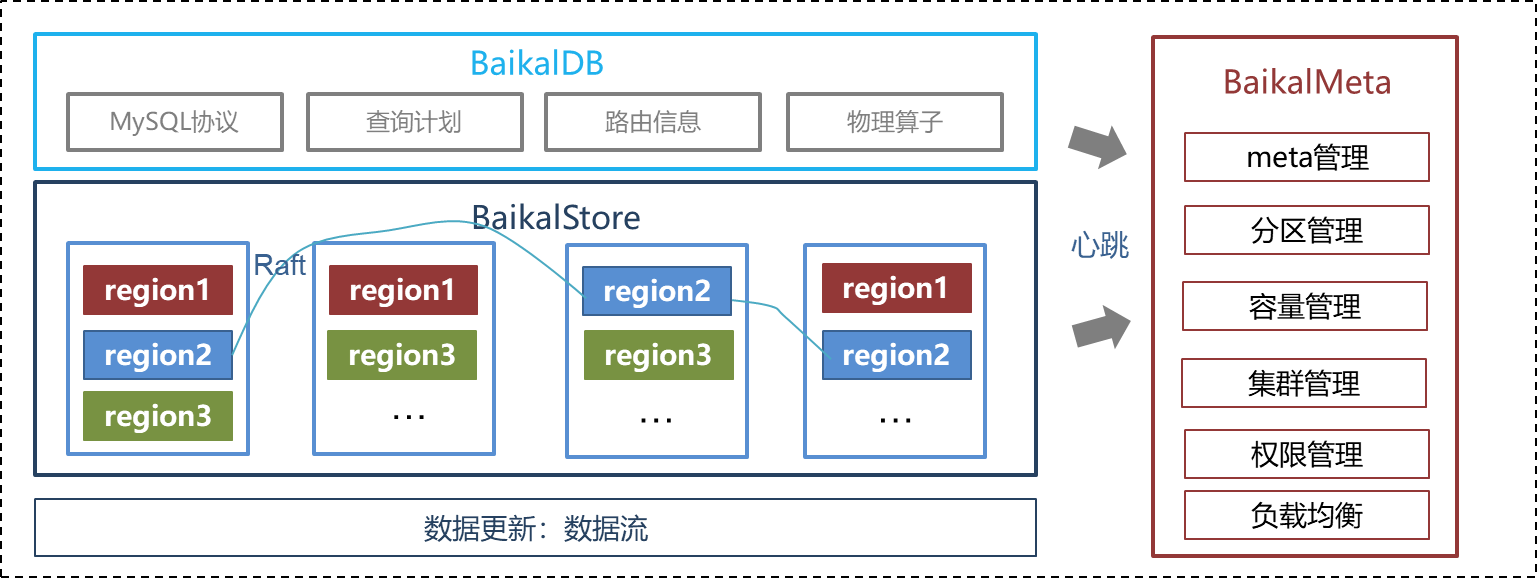 BaikalDB
MySQL协议
查询计划
路由信息
物理算子
BaikalStore
Raft
region1
region2
region3
region1
region3
...
region2
region3
...
region1
region2
...
数据更新：数据流
心跳
BaikalMeta
meta管理
分区管理
容量管理
集群管理
权限管理
负载均衡